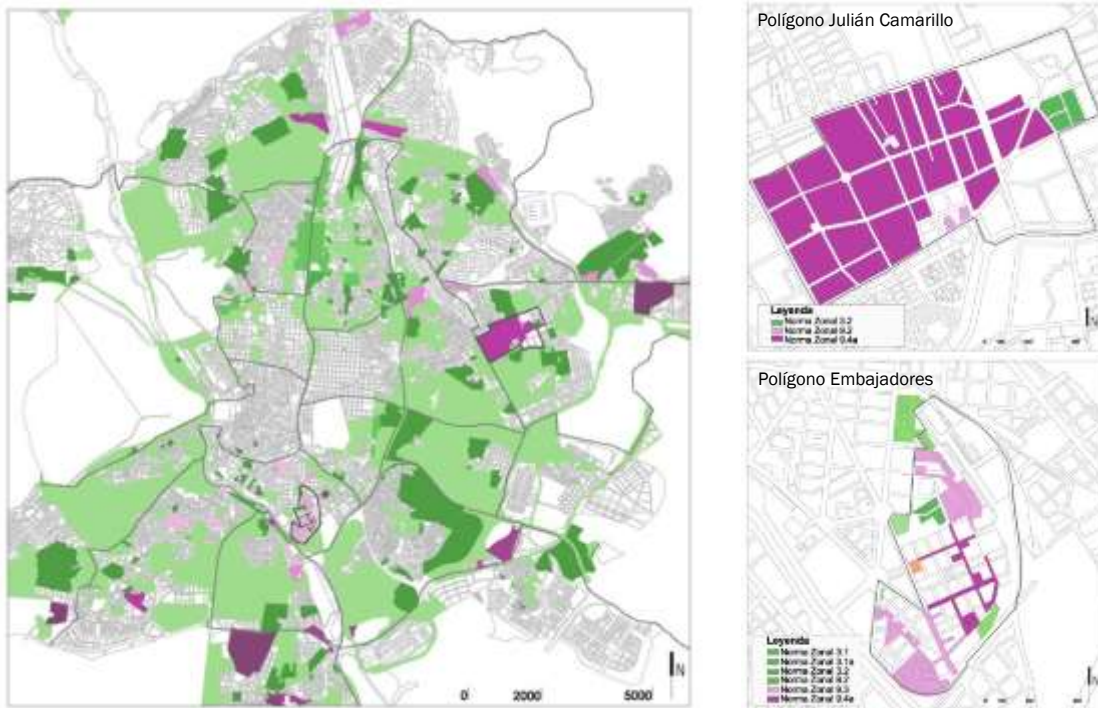 N
0 2000 5000
Polígono Julián Camarillo
Leyenda
Norma Zonal 3.2
Norma Zonal 9.2
Norma Zonal 9.4a
N
Polígono Embajadores
Leyenda
Norma Zonal 3.1
Norma Zonal 3.1a
Norma Zonal 3.2
Norma Zonal 8.2
Norma Zonal 9.3
Norma Zonal 9.4a
N